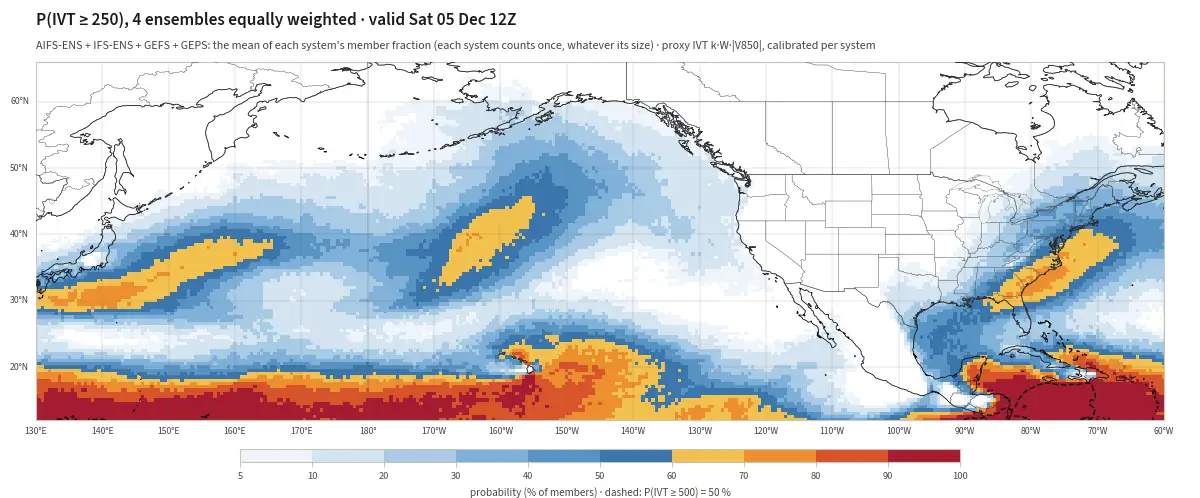 P(IVT ≥ 250), 4 ensembles equally weighted · valid Sat 05 Dec 12Z
AIFS-ENS + IFS-ENS + GEFS + GEPS: the mean of each system's member fraction (each system counts once, whatever its size) · proxy IVT k·W·|V850|, calibrated per system
60°N
50°N
40°N
30°N
20°N
130°E 140°E 150°E 160°E 170°E 180° 170°W 160°W 150°W 140°W 130°W 120°W 110°W 100°W 90°W 80°W 70°W 60°W
5 10 20 30 40 50 60 70 80 90 100
probability (% of members) · dashed: P(IVT ≥ 500) = 50 %